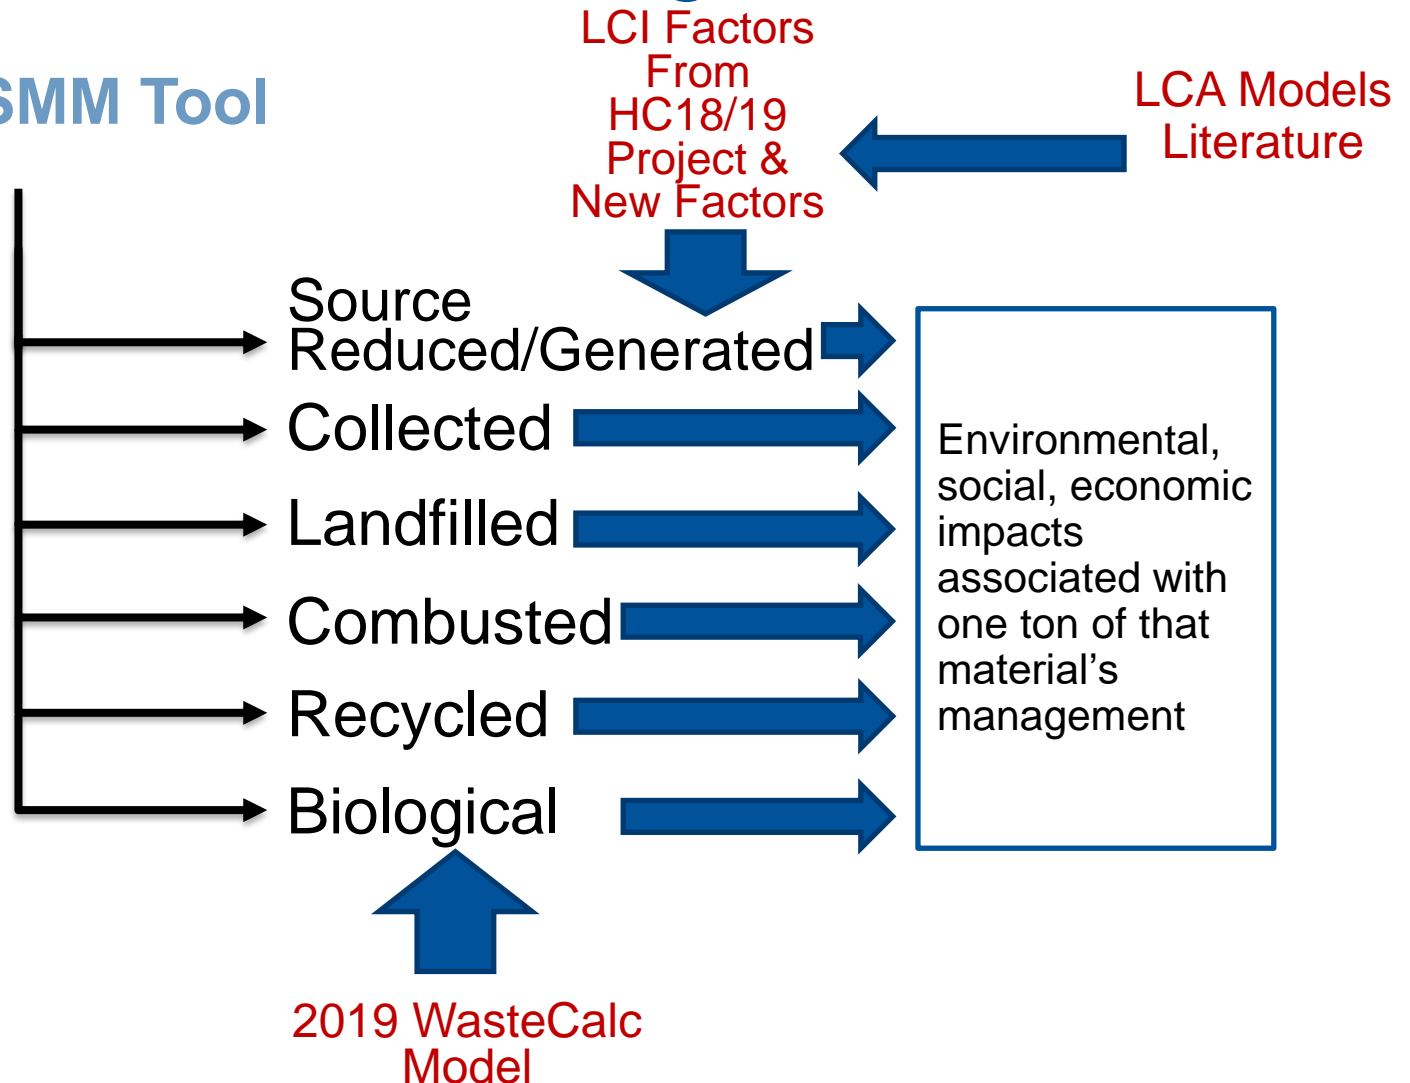 LCI Factors
From
HC18/19
Project &
New Factors
SMM Tool
LCA Models
Literature
Source
Reduced/Generated
Collected
Landfilled
Combusted
Recycled
Biological
Environmental,
social, economic
impacts
associated with
one ton of that
material’s
management
2019 WasteCalc
Model